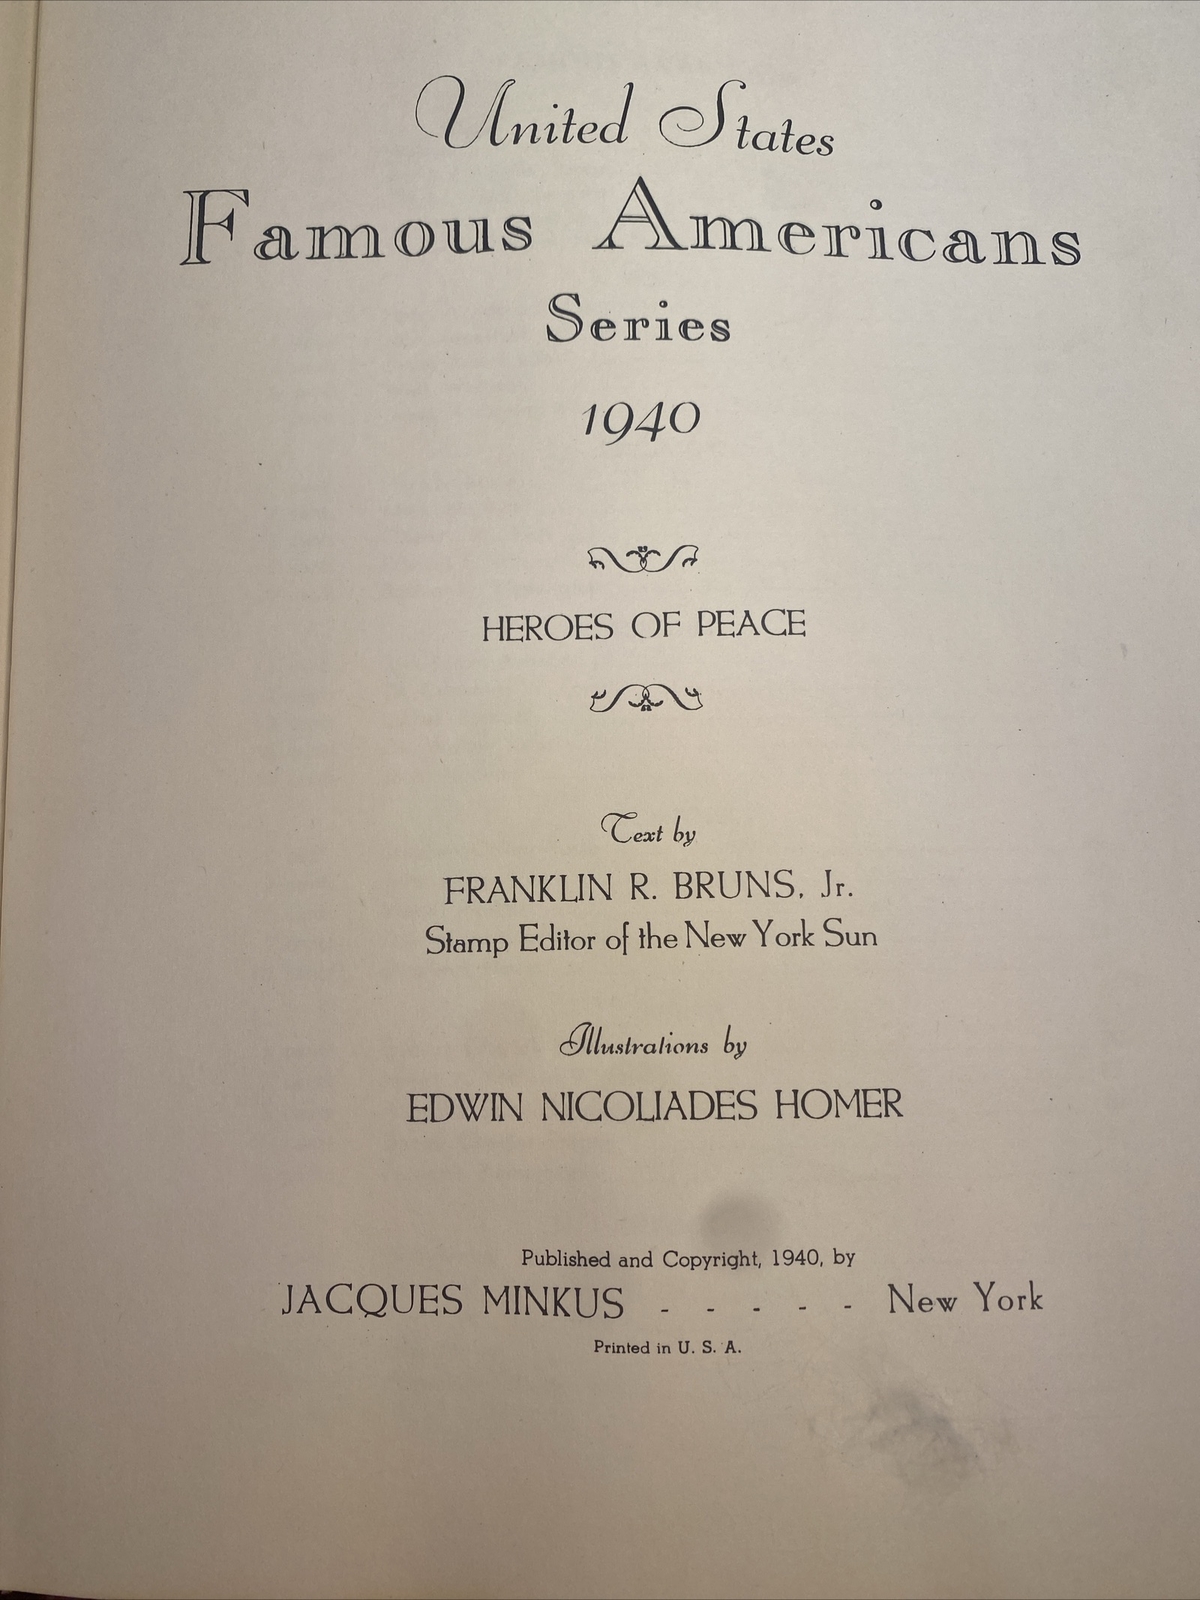 United States
Famous Americans
Series
1940
HEROES OF PEACE
Text by
FRANKLIN R. BRUNS, Jr.
Stamp Editor of the New York Sun
Illustrations by
EDWIN NICOLIADES HOMER
Published and Copyright, 1940, by
JACQUES MINKUS - - - - - New York
Printed in U. S. A.